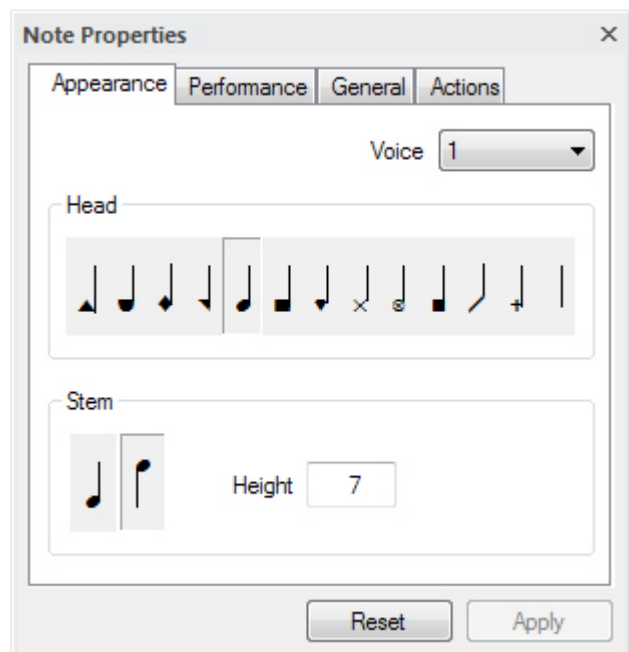 Note Properties
Appearance Performance General Actions
Voice 1
Head
Stem
Height 7
Reset Apply